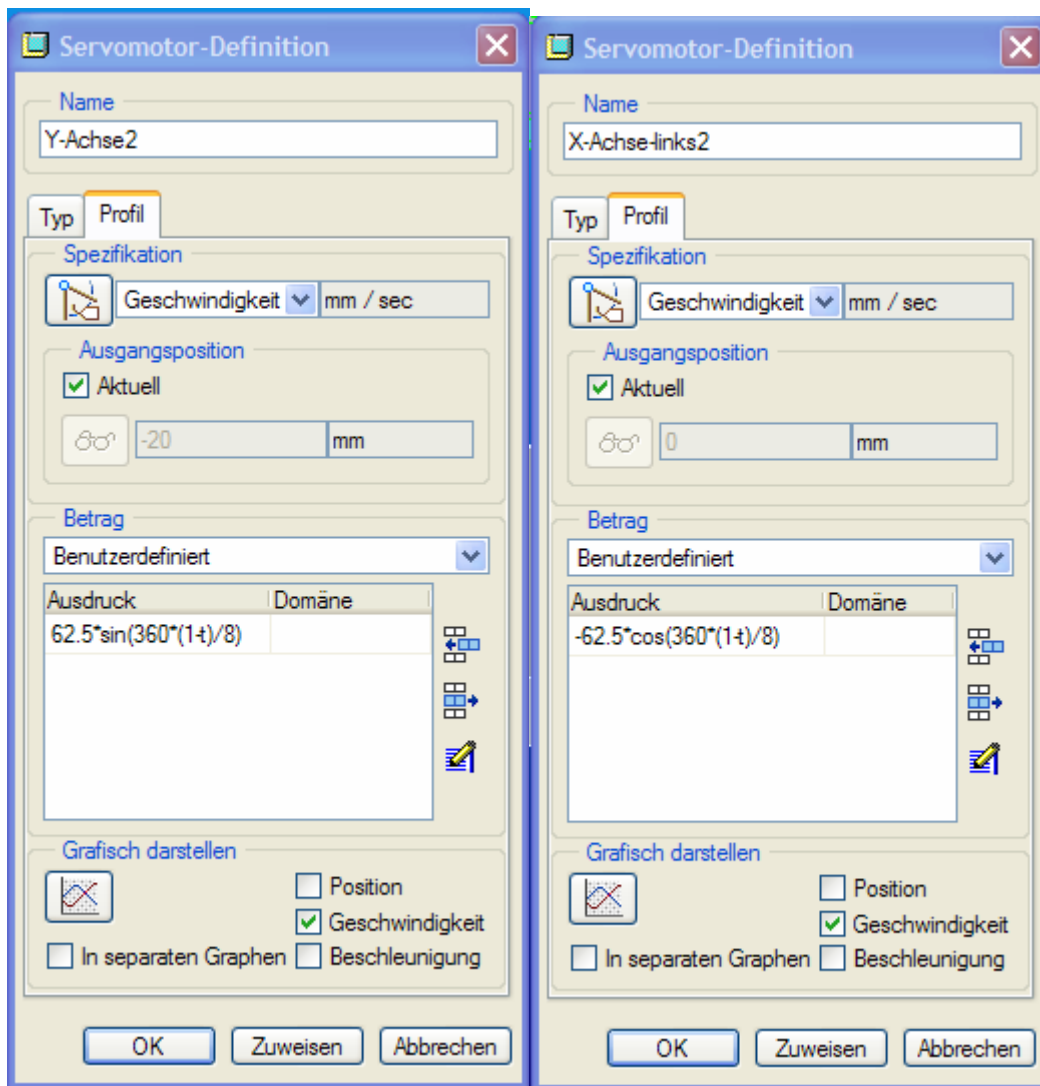 Servomotor-Definition
Name
Y-Achse2
Typ
Profil
Spezifikation
Geschwindigkeit
mm / sec
Ausgangsposition
Aktuell
-20
mm
Betrag
Benutzerdefiniert
Ausdruck
Domäne
62.5*sin(360*(1-t)/8)
Grafisch darstellen
Position
Geschwindigkeit
In separaten Graphen
Beschleunigung
OK
Zuweisen
Abbrechen
Servomotor-Definition
Name
X-Achse-links2
Typ
Profil
Spezifikation
Geschwindigkeit
mm / sec
Ausgangsposition
Aktuell
0
mm
Betrag
Benutzerdefiniert
Ausdruck
Domäne
-62.5*cos(360*(1-t)/8)
Grafisch darstellen
Position
Geschwindigkeit
In separaten Graphen
Beschleunigung
OK
Zuweisen
Abbrechen